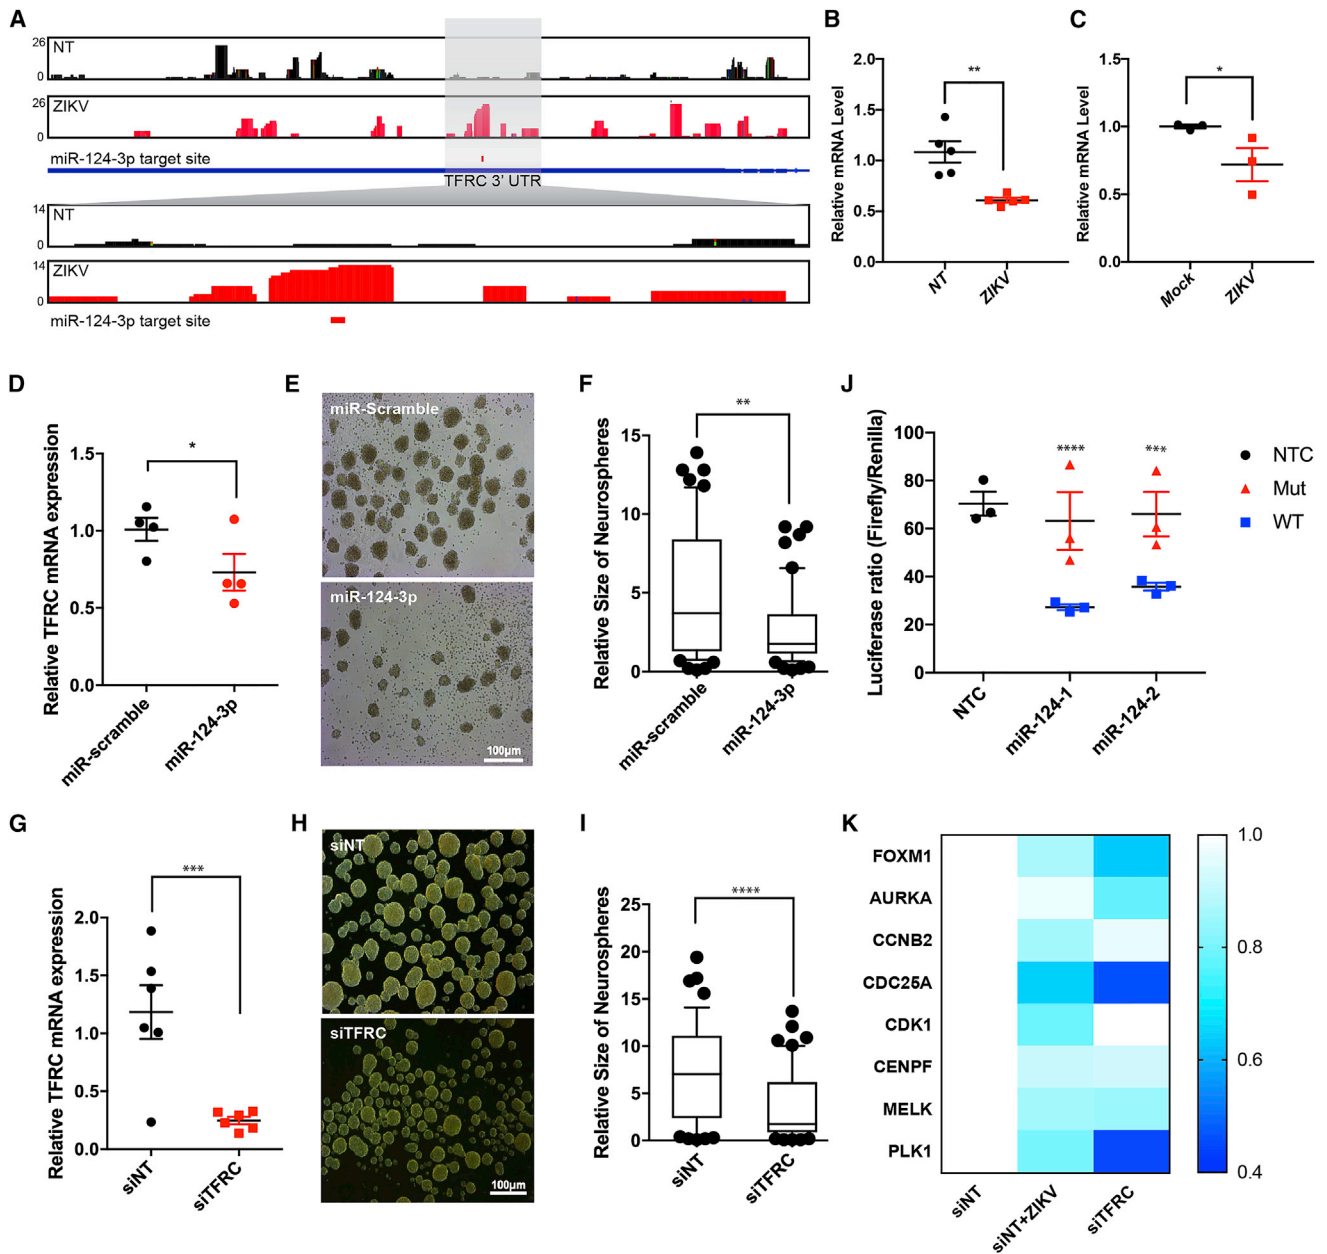 A
26
NT
0
26
ZIKV
0
miR-124-3p target site
TFRC 3' UTR
14
NT
0
14
ZIKV
0
miR-124-3p target site
B
Relative mRNA Level
2.0
1.5
1.0
0.5
0.0
**
NT
ZIKV
C
Relative mRNA Level
1.5
1.0
0.5
0.0
*
Mock
ZIKV
D
Relative TFRC mRNA expression
1.5
1.0
0.5
0.0
*
miR-scramble
miR-124-3p
E
miR-Scramble
miR-124-3p
100µm
F
Relative Size of Neurospheres
15
10
5
0
**
miR-scramble
miR-124-3p
J
Luciferase ratio (Firefly/Renilla)
100
80
60
40
20
0
****
***
NTC
miR-124-1
miR-124-2
NTC
Mut
WT
G
Relative TFRC mRNA expression
2.0
1.5
1.0
0.5
0.0
***
siNT
siTFRC
H
siNT
siTFRC
100µm
I
Relative Size of Neurospheres
25
20
15
10
5
0
****
siNT
siTFRC
K
FOXM1
AURKA
CCNB2
CDC25A
CDK1
CENPF
MELK
PLK1
siNT
siNT+ZIKV
siTFRC
1.0
0.8
0.6
0.4